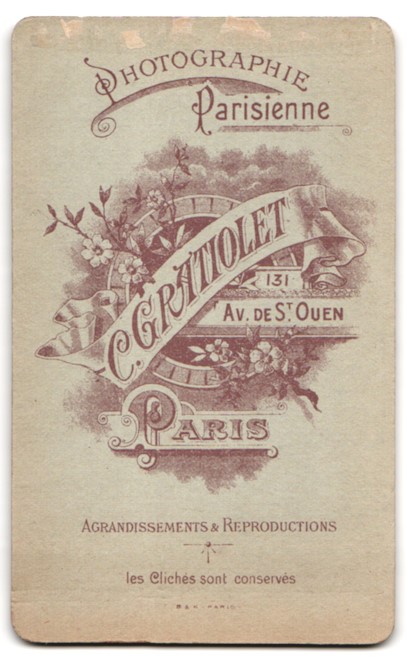 PHOTOGRAPHIE
Parisienne
C. GRATIOLET
131
AV. DE ST OUEN
PARIS
AGRANDISSEMENTS & REPRODUCTIONS
les Clichés sont conservés